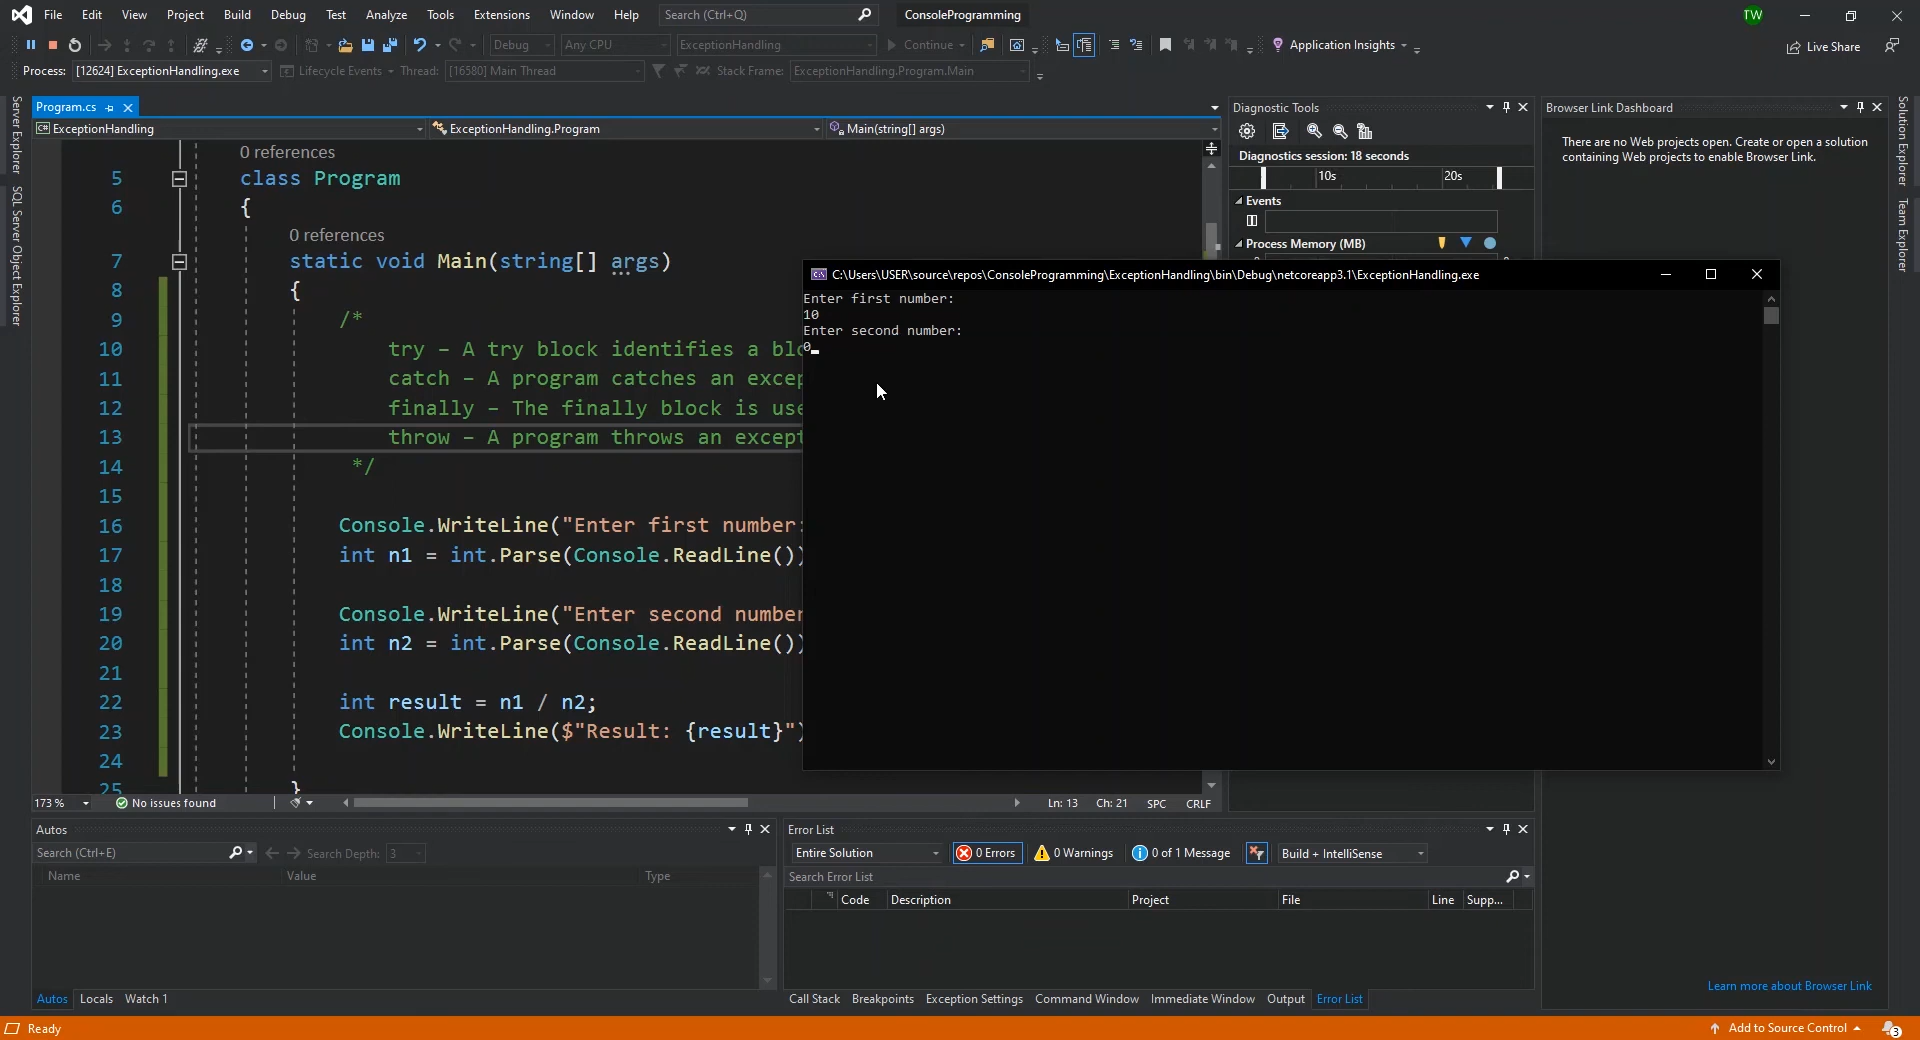 File Edit View Project Build Debug Test Analyze Tools Extensions Window Help Search (Ctrl+Q) ConsoleProgramming TW
Debug Any CPU ExceptionHandling Continue Application Insights Live Share
Process: [12624] ExceptionHandling.exe Lifecycle Events Thread: [16580] Main Thread Stack Frame: ExceptionHandling.Program.Main
Server Explorer
SQL Server Object Explorer
Program.cs
ExceptionHandling ExceptionHandling.Program Main(string[] args)
0 references
5 class Program
6 {
0 references
7 static void Main(string[] args)
8 {
9 /*
10 try – A try block identifies a blo
11 catch – A program catches an excep
12 finally – The finally block is use
13 throw – A program throws an except
14 */
15
16 Console.WriteLine("Enter first number:
17 int n1 = int.Parse(Console.ReadLine())
18
19 Console.WriteLine("Enter second number
20 int n2 = int.Parse(Console.ReadLine())
21
22 int result = n1 / n2;
23 Console.WriteLine($"Result: {result}")
24
25 }
173 % No issues found Ln: 13 Ch: 21 SPC CRLF
C:\Users\USER\source\repos\ConsoleProgramming\ExceptionHandling\bin\Debug\netcoreapp3.1\ExceptionHandling.exe
Enter first number:
10
Enter second number:
0
Diagnostic Tools
Diagnostics session: 18 seconds
10s 20s
Events
Process Memory (MB)
Browser Link Dashboard
There are no Web projects open. Create or open a solution
containing Web projects to enable Browser Link.
Learn more about Browser Link
Solution Explorer
Team Explorer
Autos
Search (Ctrl+E) Search Depth: 3
Name Value Type
Autos Locals Watch 1
Error List
Entire Solution 0 Errors 0 Warnings 0 of 1 Message Build + IntelliSense
Search Error List
Code Description Project File Line Supp...
Call Stack Breakpoints Exception Settings Command Window Immediate Window Output Error List
Ready Add to Source Control 3